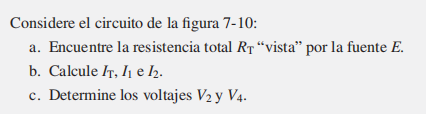 Considere el circuito de la figura 7-10:
a. Encuentre la resistencia total RT “vista” por la fuente E.
b. Calcule IT, I1 e I2.
c. Determine los voltajes V2 y V4.